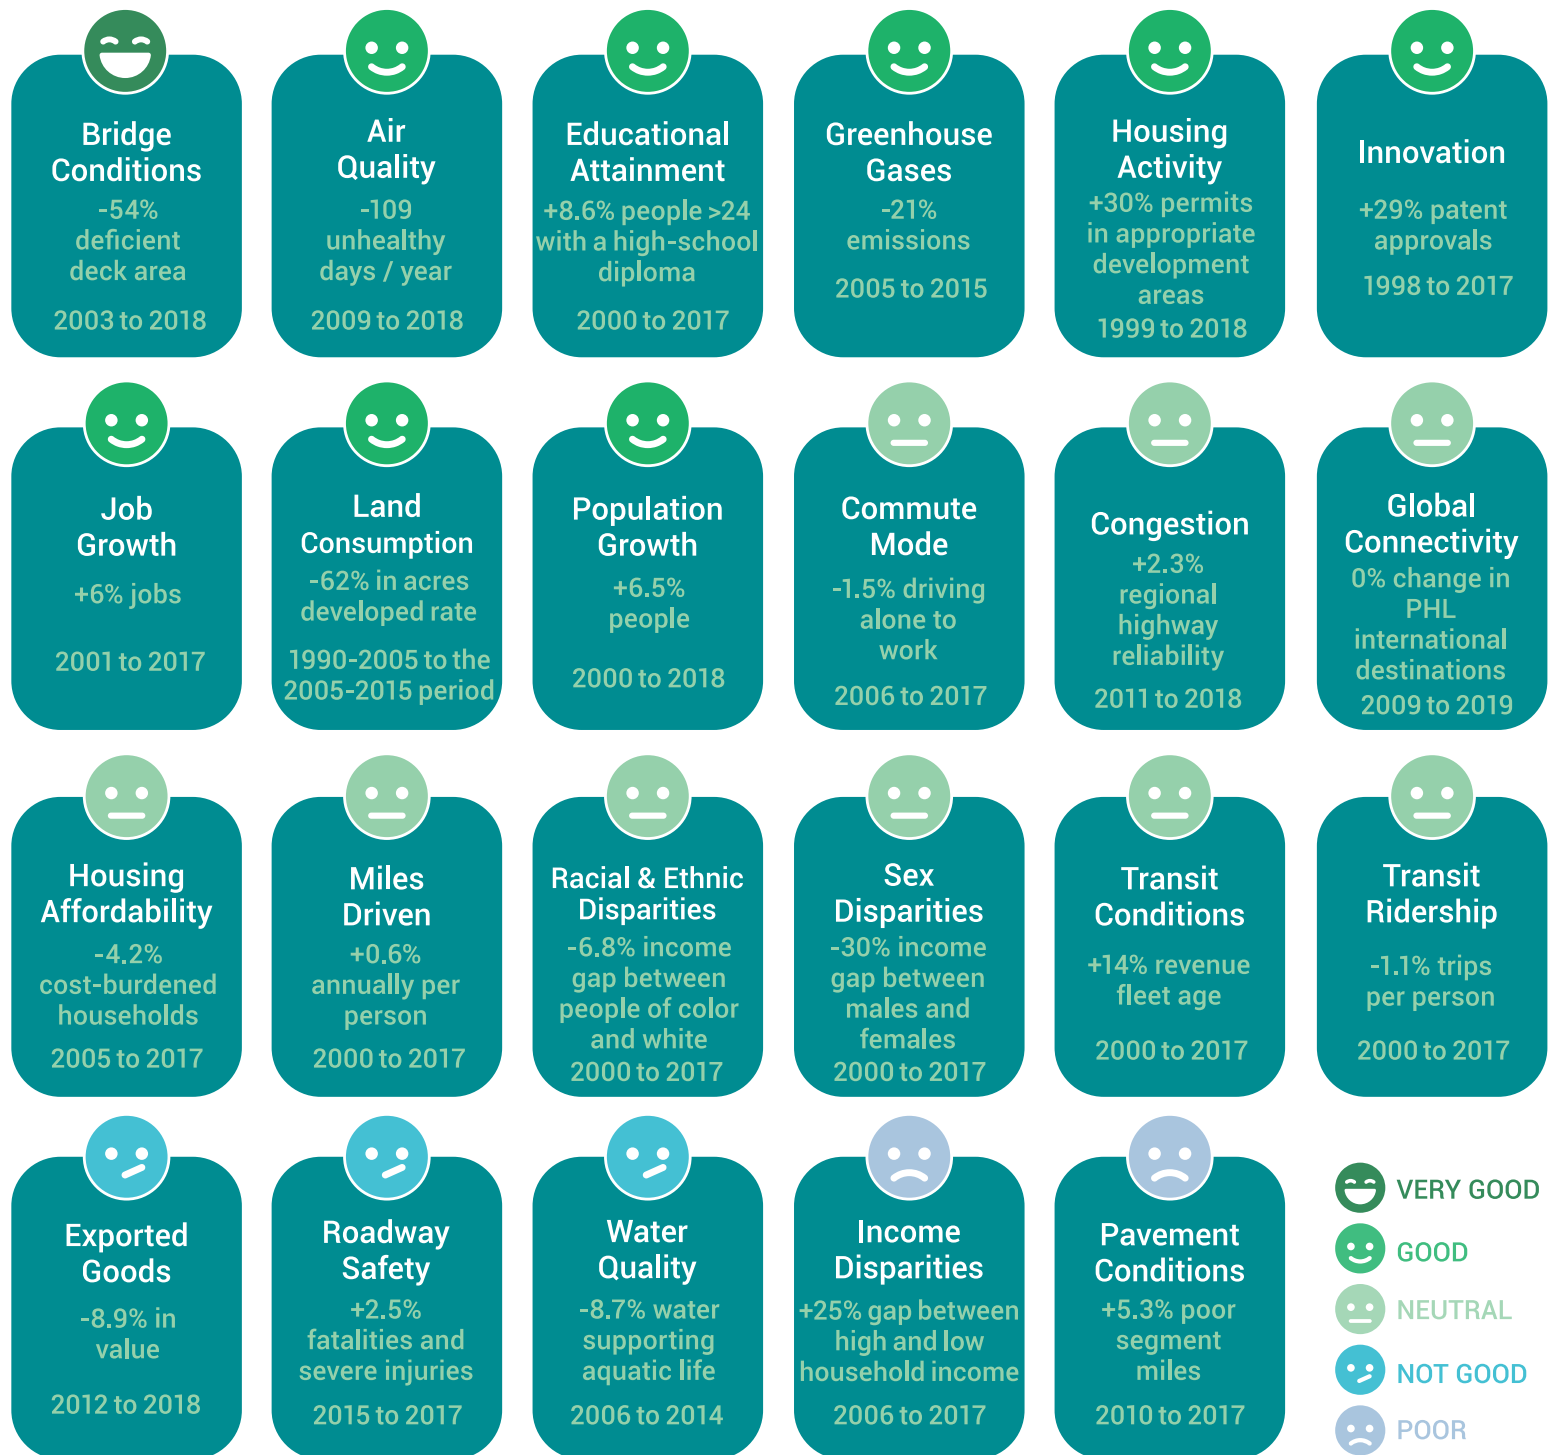 Bridge
Conditions
-54%
deficient
deck area
2003 to 2018
Air
Quality
-109
unhealthy
days / year
2009 to 2018
Educational
Attainment
+8.6% people >24
with a high-school
diploma
2000 to 2017
Greenhouse
Gases
-21%
emissions
2005 to 2015
Housing
Activity
+30% permits
in appropriate
development
areas
1999 to 2018
Innovation
+29% patent
approvals
1998 to 2017
Job
Growth
+6% jobs
2001 to 2017
Land
Consumption
-62% in acres
developed rate
1990-2005 to the
2005-2015 period
Population
Growth
+6.5%
people
2000 to 2018
Commute
Mode
-1.5% driving
alone to
work
2006 to 2017
Congestion
+2.3%
regional
highway
reliability
2011 to 2018
Global
Connectivity
0% change in
PHL
international
destinations
2009 to 2019
Housing
Affordability
-4.2%
cost-burdened
households
2005 to 2017
Miles
Driven
+0.6%
annually per
person
2000 to 2017
Racial & Ethnic
Disparities
-6.8% income
gap between
people of color
and white
2000 to 2017
Sex
Disparities
-30% income
gap between
males and
females
2000 to 2017
Transit
Conditions
+14% revenue
fleet age
2000 to 2017
Transit
Ridership
-1.1% trips
per person
2000 to 2017
Exported
Goods
-8.9% in
value
2012 to 2018
Roadway
Safety
+2.5%
fatalities and
severe injuries
2015 to 2017
Water
Quality
-8.7% water
supporting
aquatic life
2006 to 2014
Income
Disparities
+25% gap between
high and low
household income
2006 to 2017
Pavement
Conditions
+5.3% poor
segment
miles
2010 to 2017
VERY GOOD
GOOD
NEUTRAL
NOT GOOD
POOR